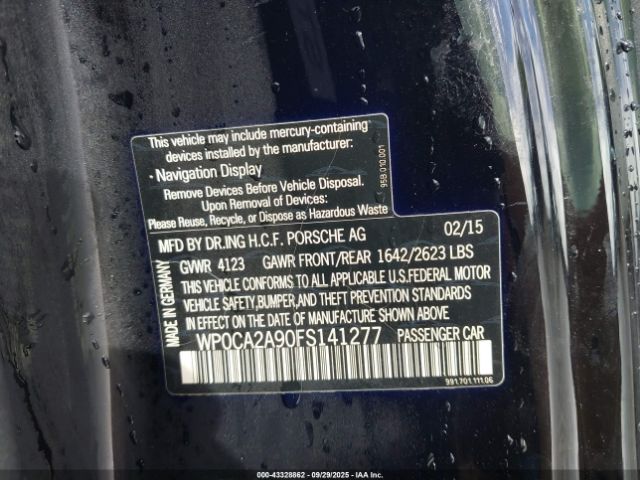 This vehicle may include mercury-containing
devices installed by the manufacturer:
• Navigation Display
Remove Devices Before Vehicle Disposal.
Upon Removal of Devices:
Please Reuse, Recycle, or Dispose as Hazardous Waste
958.010.001
MADE IN GERMANY
MFD BY DR.ING H.C.F. PORSCHE AG 02/15
GVWR 4123 GAWR FRONT/REAR 1642/2623 LBS
THIS VEHICLE CONFORMS TO ALL APPLICABLE U.S.FEDERAL MOTOR
VEHICLE SAFETY,BUMPER,AND THEFT PREVENTION STANDARDS
IN EFFECT ON THE DATE OF MANUFACTURE SHOWN ABOVE.
WP0CA2A90FS141277 PASSENGER CAR
991.701.111.06
000-43328862 09/29/2025 - IAAI